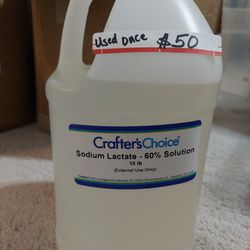 Used once $50
Crafter's Choice®
Sodium Lactate - 60% Solution
10 lb
(External Use Only)